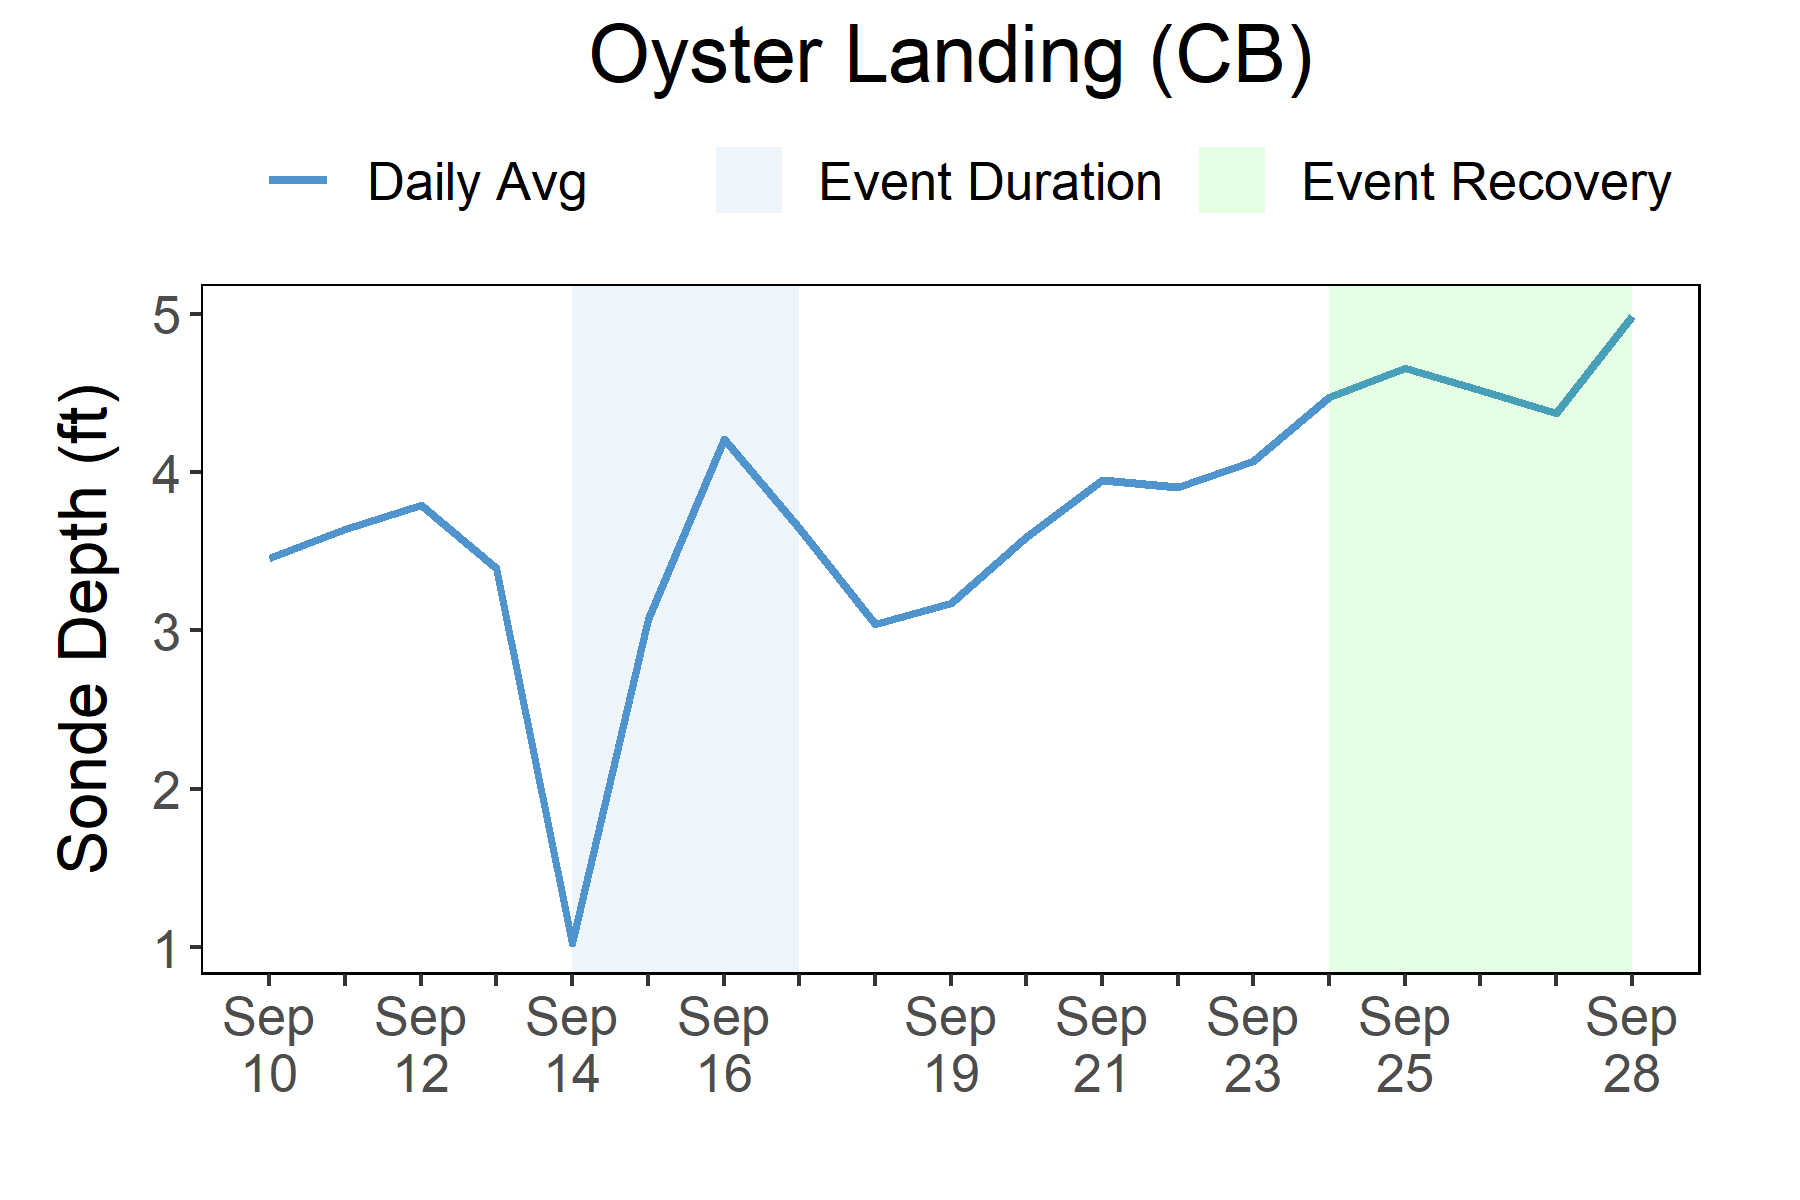 Oyster Landing (CB)
Daily Avg Event Duration Event Recovery
Sonde Depth (ft)
5
4
3
2
1
Sep Sep Sep Sep Sep Sep Sep Sep Sep
10 12 14 16 19 21 23 25 28